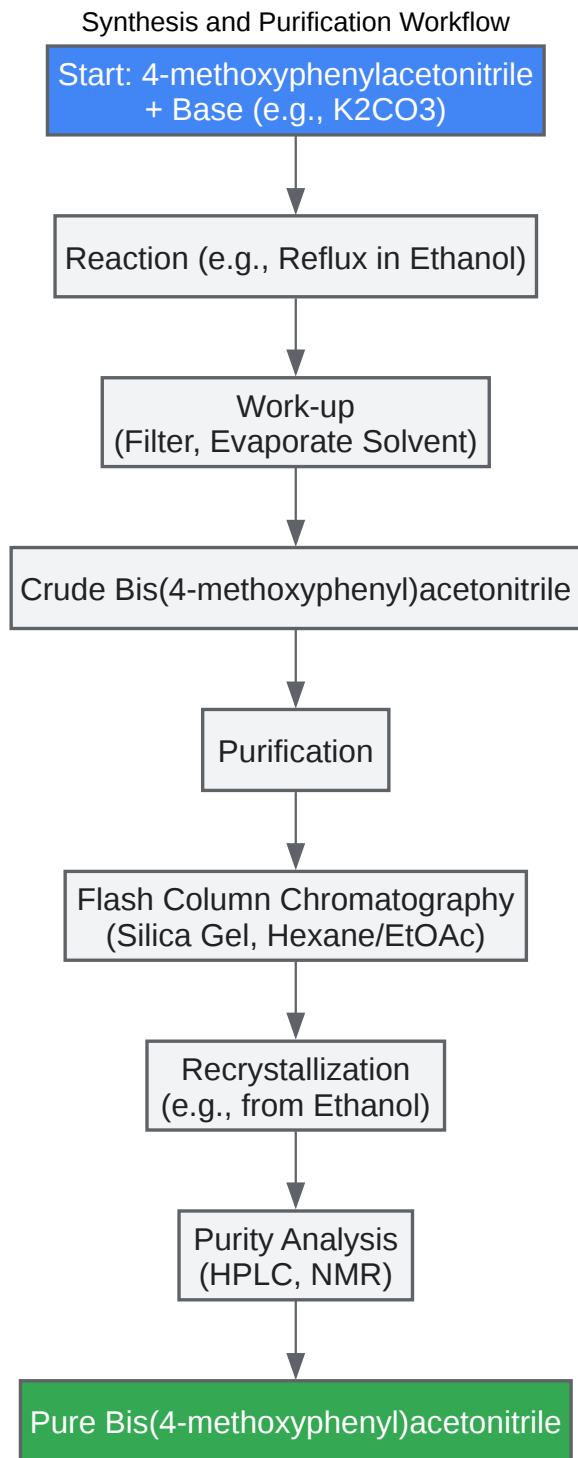 Synthesis and Purification Workflow
Start: 4-methoxyphenylacetonitrile
+ Base (e.g., K2CO3)
Reaction (e.g., Reflux in Ethanol)
Work-up
(Filter, Evaporate Solvent)
Crude Bis(4-methoxyphenyl)acetonitrile
Purification
Flash Column Chromatography
(Silica Gel, Hexane/EtOAc)
Recrystallization
(e.g., from Ethanol)
Purity Analysis
(HPLC, NMR)
Pure Bis(4-methoxyphenyl)acetonitrile